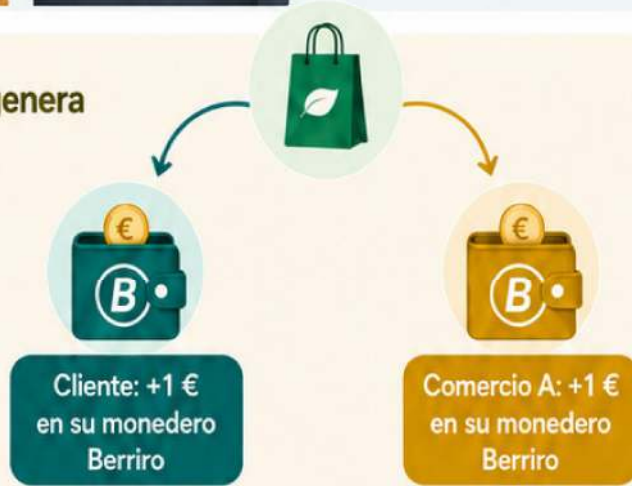 genera
€
€
B
B
Cliente: +1 €
en su monedero
Berriro
Comercio A: +1 €
en su monedero
Berriro